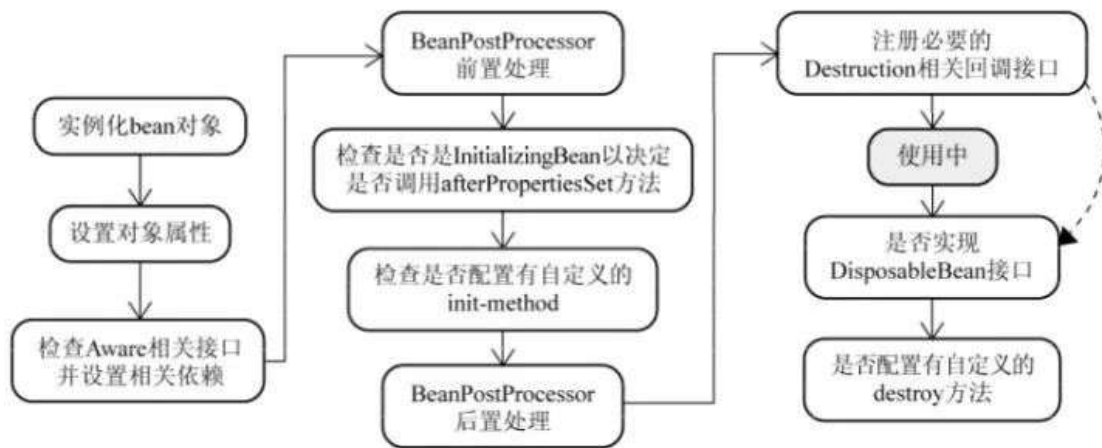 实例化bean对象
设置对象属性
检查Aware相关接口
并设置相关依赖
BeanPostProcessor
前置处理
检查是否是InitializingBean以决定
是否调用afterPropertiesSet方法
检查是否配置有自定义的
init-method
BeanPostProcessor
后置处理
注册必要的
Destruction相关回调接口
使用中
是否实现
DisposableBean接口
是否配置有自定义的
destroy方法